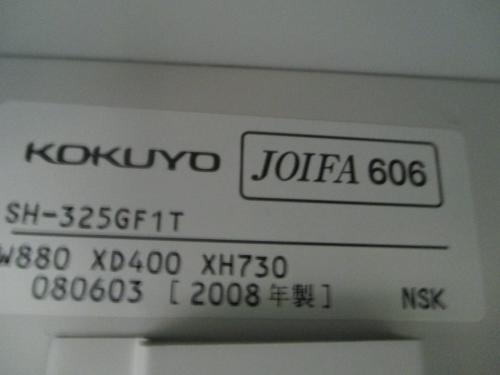 KOKUYO JOIFA 606
SH-325GF1T
W880 XD400 XH730
080603 [2008年製] NSK